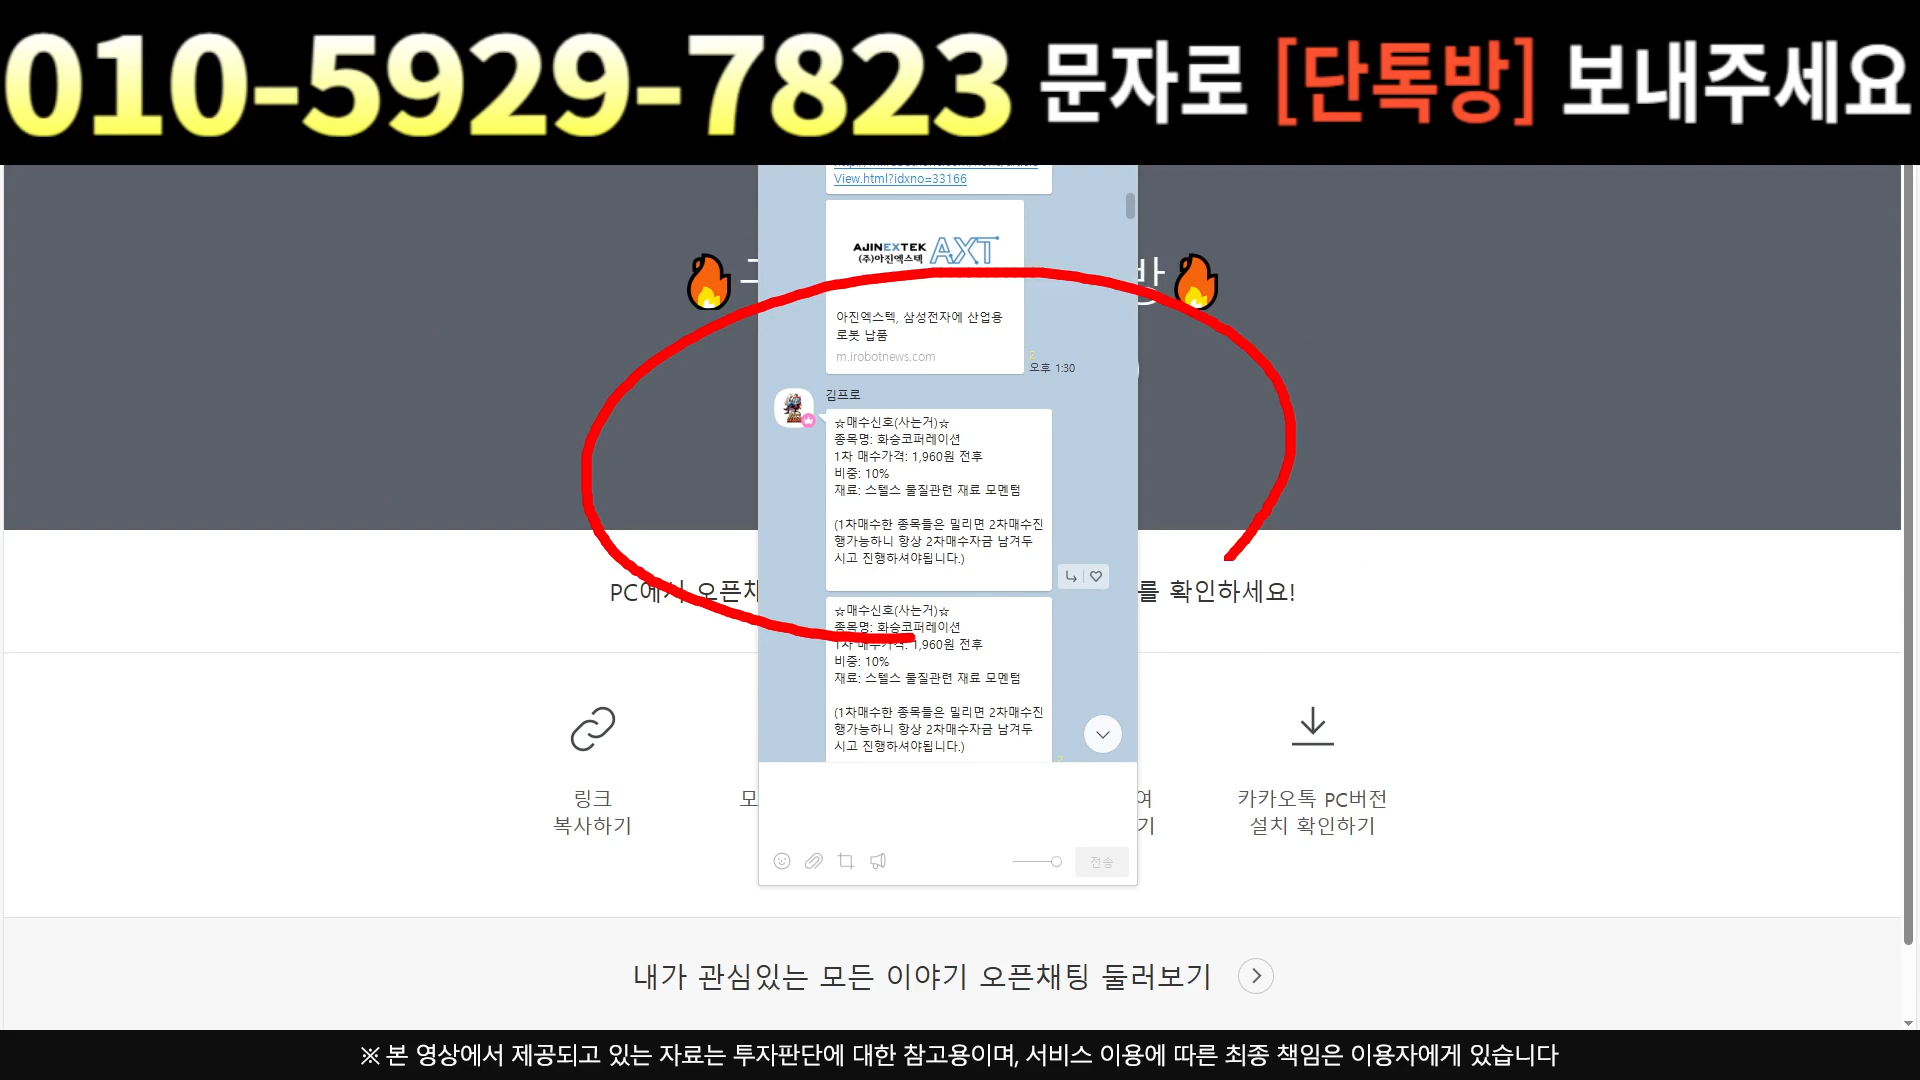 010-5929-7823 문자로 [단톡방] 보내주세요
View.html?idxno=33166
AJINEXTEK AXT
(주)아진엑스텍
방
아진엑스텍, 삼성전자에 산업용
로봇 납품
m.irobotnews.com
2
오후 1:30
김프로
☆매수신호(사는거)☆
종목명: 화승코퍼레이션
1차 매수가격: 1,960원 전후
비중: 10%
재료: 스텔스 물질관련 재료 모멘텀
(1차매수한 종목들은 밀리면 2차매수진
행가능하니 항상 2차매수자금 남겨두
시고 진행하셔야됩니다.)
PC에서 오픈채 를 확인하세요!
☆매수신호(사는거)☆
종목명: 화승코퍼레이션
1차 매수가격: 1,960원 전후
비중: 10%
재료: 스텔스 물질관련 재료 모멘텀
(1차매수한 종목들은 밀리면 2차매수진
행가능하니 항상 2차매수자금 남겨두
시고 진행하셔야됩니다.)
링크
복사하기
모
여
기
카카오톡 PC버전
설치 확인하기
전송
내가 관심있는 모든 이야기 오픈채팅 둘러보기
※ 본 영상에서 제공되고 있는 자료는 투자판단에 대한 참고용이며, 서비스 이용에 따른 최종 책임은 이용자에게 있습니다